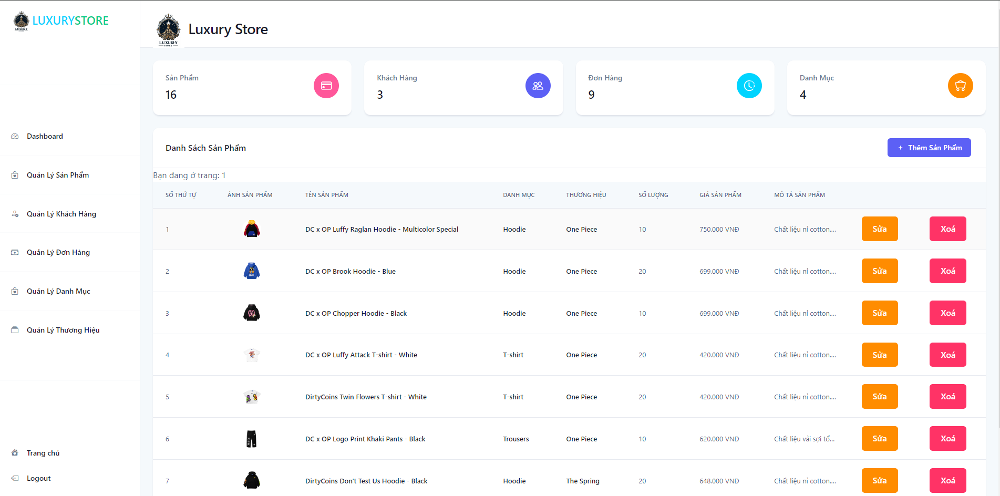 LUXURY
STORE
LUXURYSTORE
Dashboard
Quản Lý Sản Phẩm
Quản Lý Khách Hàng
Quản Lý Đơn Hàng
Quản Lý Danh Mục
Quản Lý Thương Hiệu
Trang chủ
Logout
LUXURY
STORE
Luxury Store
Sản Phẩm
16
Khách Hàng
3
Đơn Hàng
9
Danh Mục
4
Danh Sách Sản Phẩm
+ Thêm Sản Phẩm
Bạn đang ở trang: 1
SỐ THỨ TỰ ẢNH SẢN PHẨM TÊN SẢN PHẨM DANH MỤC THƯƠNG HIỆU SỐ LƯỢNG GIÁ SẢN PHẨM MÔ TẢ SẢN PHẨM
1 DC x OP Luffy Raglan Hoodie - Multicolor Special Hoodie One Piece 10 750.000 VNĐ Chất liệu nỉ cotton.... Sửa Xoá
2 DC x OP Brook Hoodie - Blue Hoodie One Piece 20 699.000 VNĐ Chất liệu nỉ cotton.... Sửa Xoá
3 DC x OP Chopper Hoodie - Black Hoodie One Piece 10 699.000 VNĐ Chất liệu nỉ cotton.... Sửa Xoá
4 DC x OP Luffy Attack T-shirt - White T-shirt One Piece 20 420.000 VNĐ Chất liệu nỉ cotton.... Sửa Xoá
5 DirtyCoins Twin Flowers T-shirt - White T-shirt One Piece 20 420.000 VNĐ Chất liệu nỉ cotton.... Sửa Xoá
6 DC x OP Logo Print Khaki Pants - Black Trousers One Piece 10 620.000 VNĐ Chất liệu vải sợi tổ... Sửa Xoá
7 DirtyCoins Don't Test Us Hoodie - Black Hoodie The Spring 20 648.000 VNĐ Chất liệu nỉ cotton.... Sửa Xoá